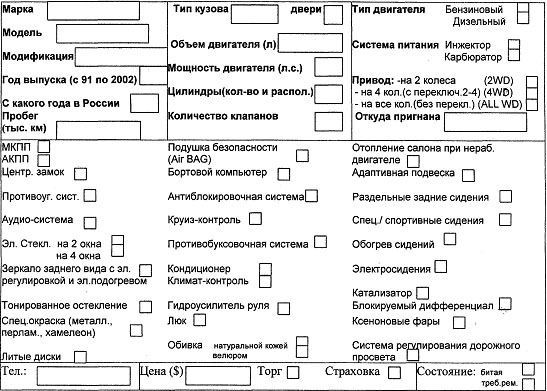 Марка
Модель
Модификация
Год выпуска (с 91 по 2002)
С какого года в России
Пробег
(тыс. км)
Тип кузова двери
Объем двигателя (л)
Мощность двигателя (л.с.)
Цилиндры(кол-во и распол.)
Количество клапанов
Тип двигателя Бензиновый
Дизельный
Система питания Инжектор
Карбюратор
Привод: -на 2 колеса (2WD)
- на 4 кол.(с переключ.2-4) (4WD)
- на все кол.(без перекл.) (ALL WD)
Откуда пригнана
МКПП
АКПП
Центр. замок
Противоуг. сист.
Аудио-система
Эл. Стекл. на 2 окна
на 4 окна
Зеркало заднего вида с эл.
регулировкой и эл.подогревом
Тонированное остекление
Спец.окраска (металл.,
перлам., хамелеон)
Литые диски
Подушка безопасности
(Air BAG)
Бортовой компьютер
Антиблокировочная система
Круиз-контроль
Противобуксовочная система
Кондиционер
Климат-контроль
Гидроусилитель руля
Люк
Обивка натуральной кожей
велюром
Отопление салона при нераб.
двигателе
Адаптивная подвеска
Раздельные задние сидения
Спец./ спортивные сидения
Обогрев сидений
Электросидения
Катализатор
Блокируемый дифференциал
Ксеноновые фары
Система регулирования дорожного
просвета
Тел.: Цена ($) Торг Страховка Состояние: битая
треб.рем.